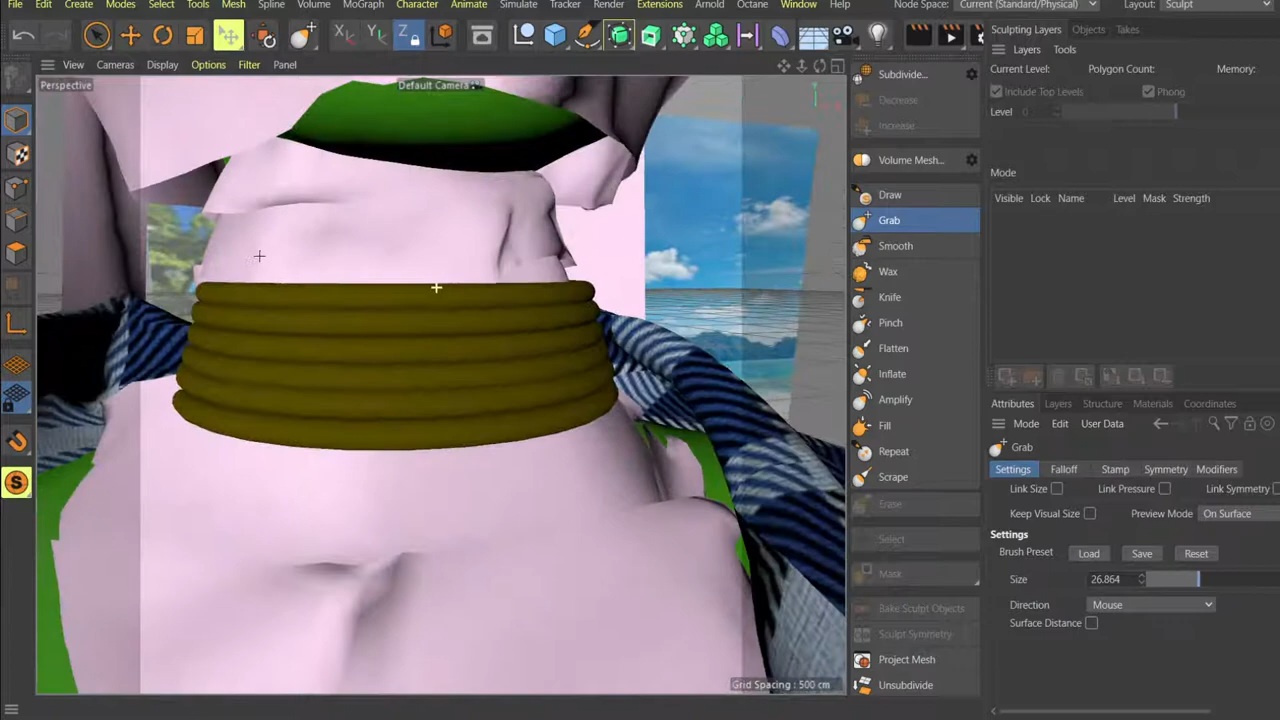 File Edit Create Modes Select Tools Mesh Spline Volume MoGraph Character Animate Simulate Tracker Render Extensions Arnold Octane Window Help Node Space: Current (Standard/Physical) Layout: Sculpt
X Y Z
Sculpting Layers Objects Takes
View Cameras Display Options Filter Panel
Layers Tools
Perspective
Default Camera
Current Level: Polygon Count: Memory:
Include Top Levels Phong
Level 0
Mode
Visible Lock Name Level Mask Strength
Subdivide...
Decrease
Increase
Volume Mesh...
Draw
Grab
Smooth
Wax
Knife
Pinch
Flatten
Inflate
Amplify
Fill
Repeat
Scrape
Erase
Select
Mask
Bake Sculpt Objects
Sculpt Symmetry
Project Mesh
Unsubdivide
Attributes Layers Structure Materials Coordinates
Mode Edit User Data
Grab
Settings Falloff Stamp Symmetry Modifiers
Link Size Link Pressure Link Symmetry
Keep Visual Size Preview Mode On Surface
Settings
Brush Preset Load Save Reset
Size 26.864
Direction Mouse
Surface Distance
Grid Spacing : 500 cm
S